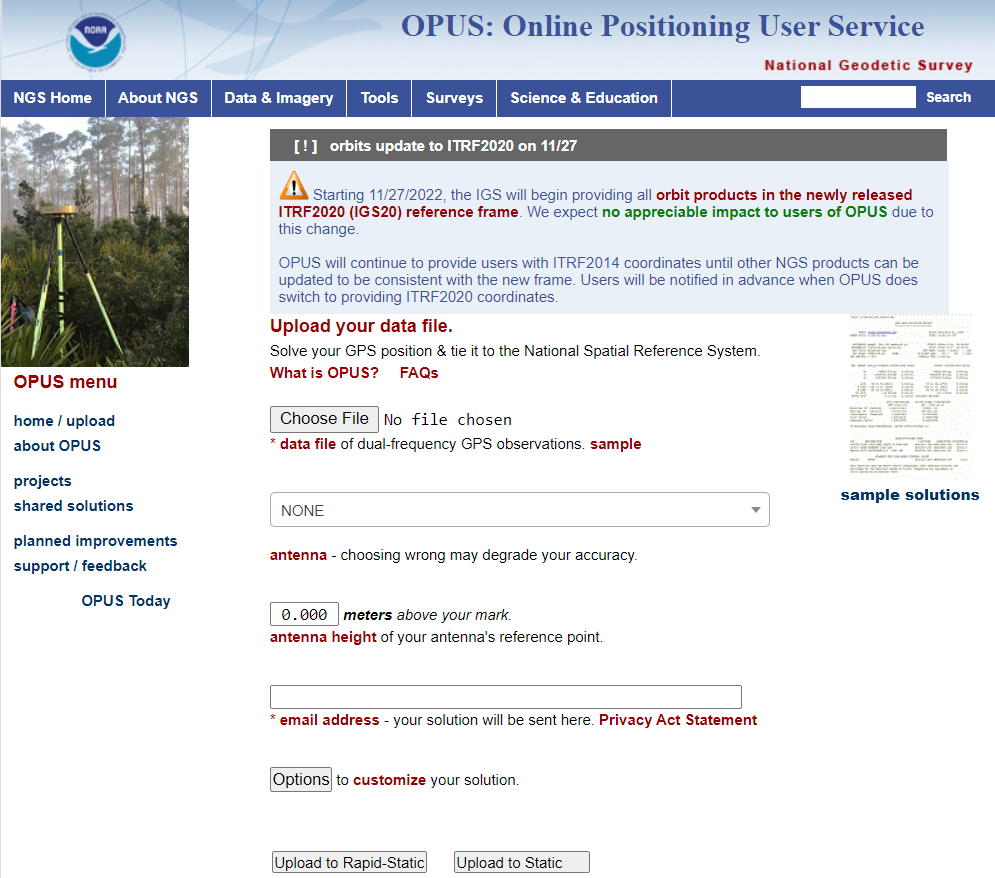 NOAA
OPUS: Online Positioning User Service
National Geodetic Survey
NGS Home About NGS Data & Imagery Tools Surveys Science & Education Search
[ ! ] orbits update to ITRF2020 on 11/27
Starting 11/27/2022, the IGS will begin providing all orbit products in the newly released
ITRF2020 (IGS20) reference frame. We expect no appreciable impact to users of OPUS due to
this change.
OPUS will continue to provide users with ITRF2014 coordinates until other NGS products can be
updated to be consistent with the new frame. Users will be notified in advance when OPUS does
switch to providing ITRF2020 coordinates.
Upload your data file.
Solve your GPS position & tie it to the National Spatial Reference System.
What is OPUS? FAQs
Choose File No file chosen
* data file of dual-frequency GPS observations. sample
NONE
antenna - choosing wrong may degrade your accuracy.
0.000 meters above your mark.
antenna height of your antenna's reference point.
* email address - your solution will be sent here. Privacy Act Statement
Options to customize your solution.
Upload to Rapid-Static Upload to Static
sample solutions
OPUS menu
home / upload
about OPUS
projects
shared solutions
planned improvements
support / feedback
OPUS Today